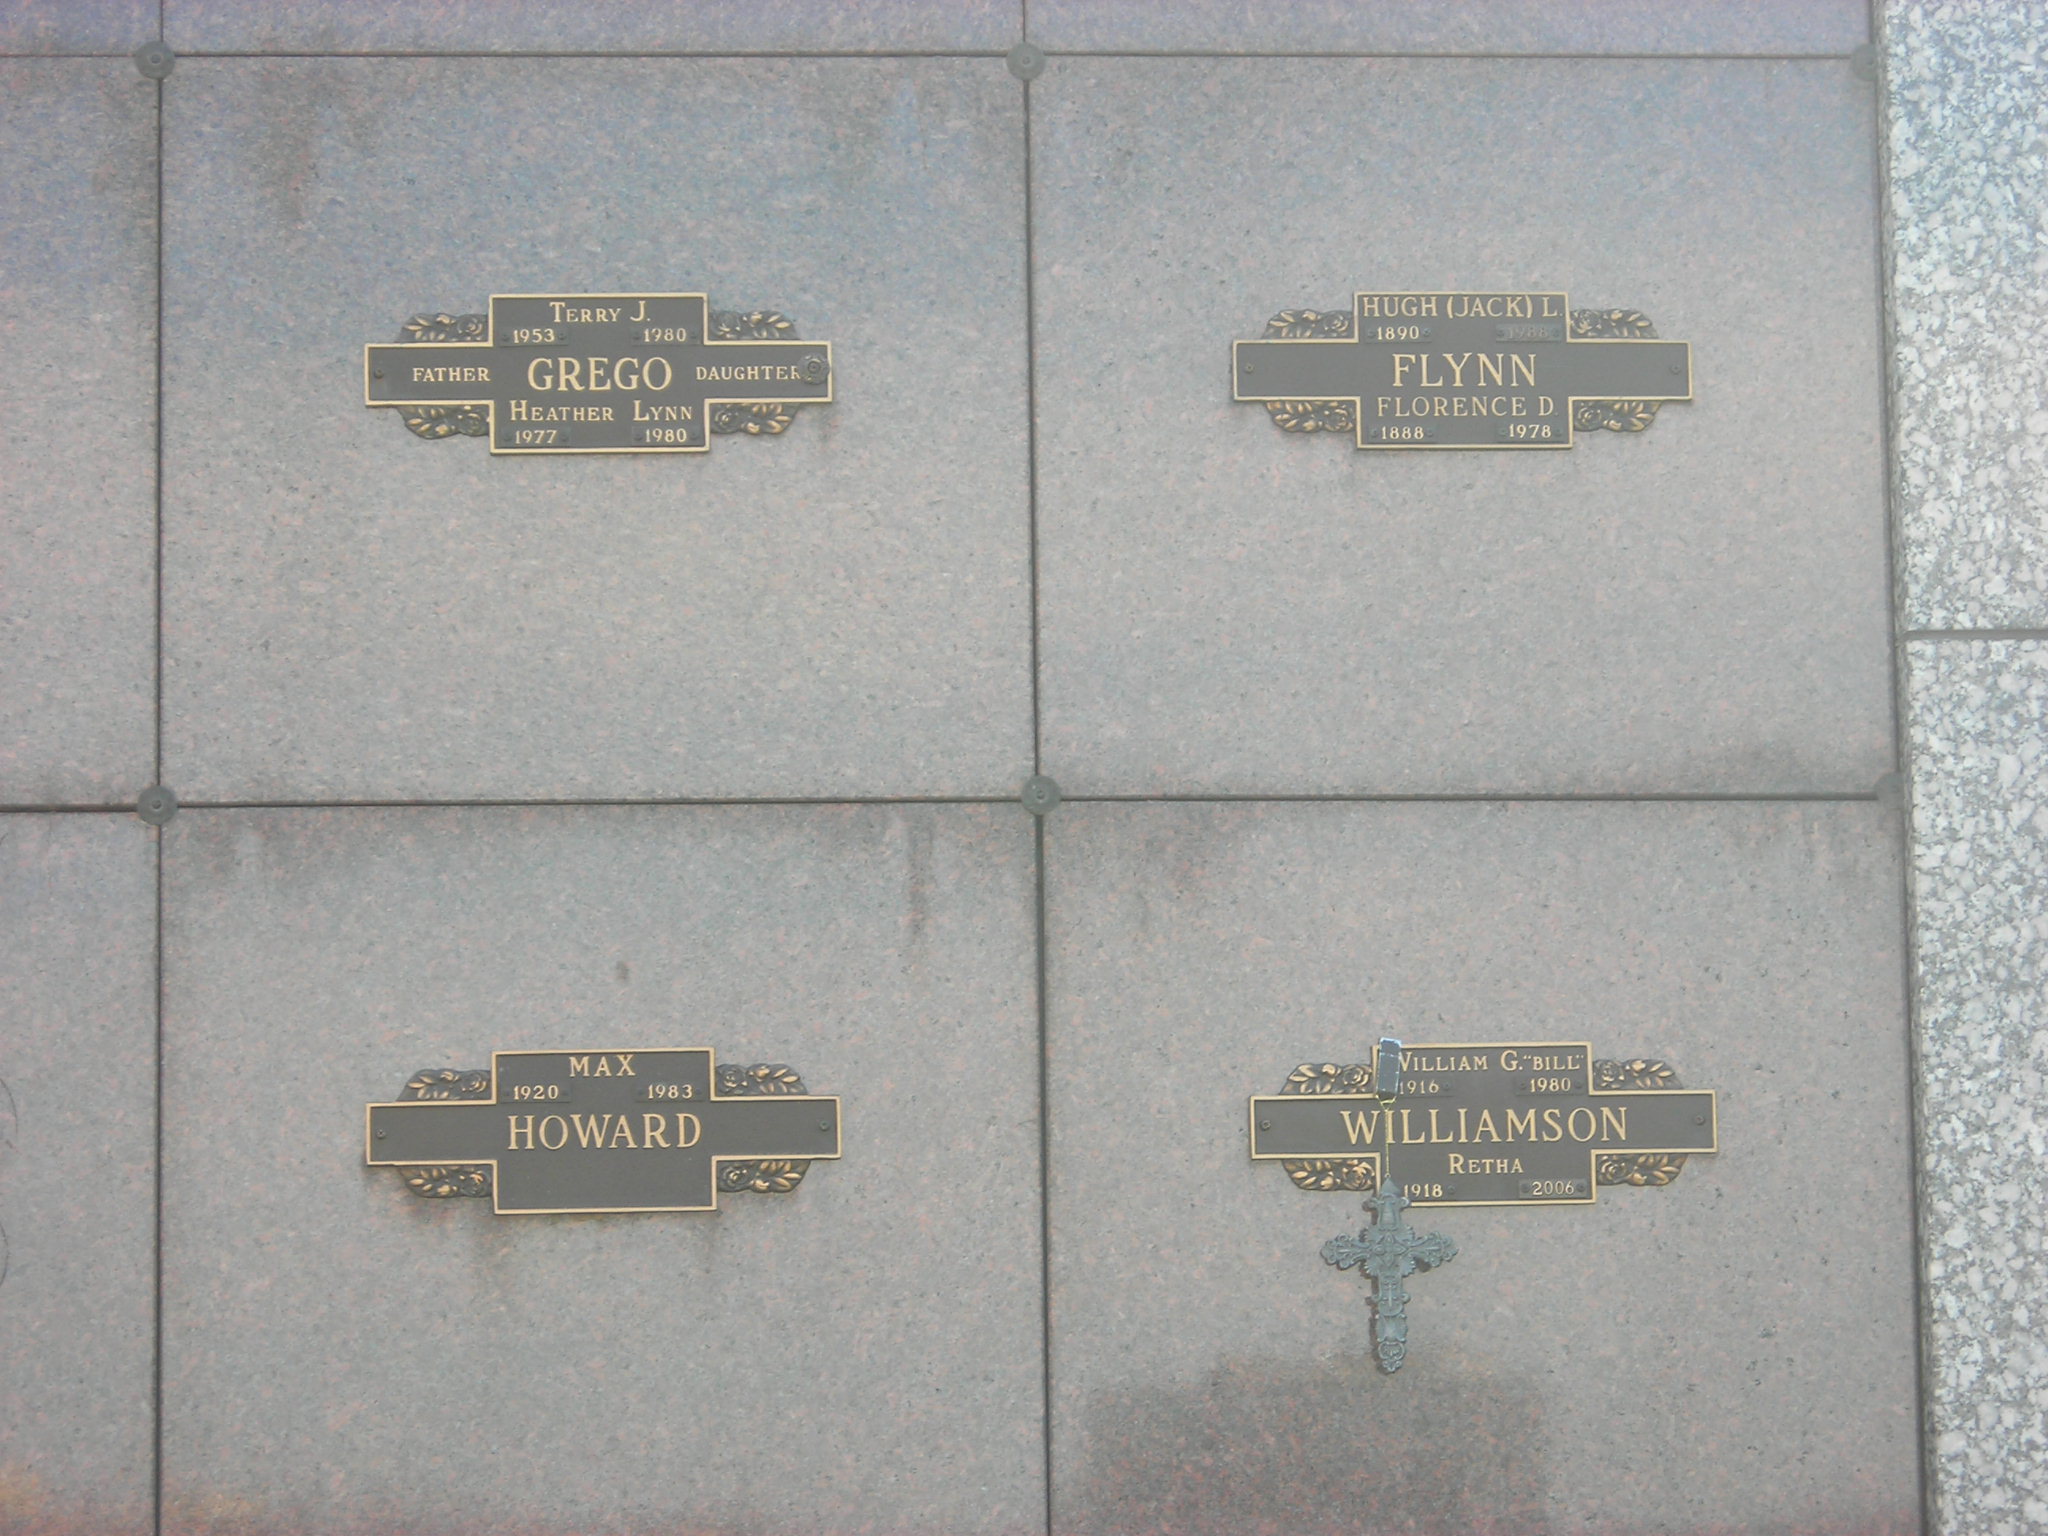 TERRY J.
1953 1980
FATHER GREGO DAUGHTER
HEATHER LYNN
1977 1980
HUGH (JACK) L.
1890
FLYNN
FLORENCE D.
1888 1978
MAX
1920 1983
HOWARD
WILLIAM G. "BILL"
1916 1980
WILLIAMSON
RETHA
1918 2006